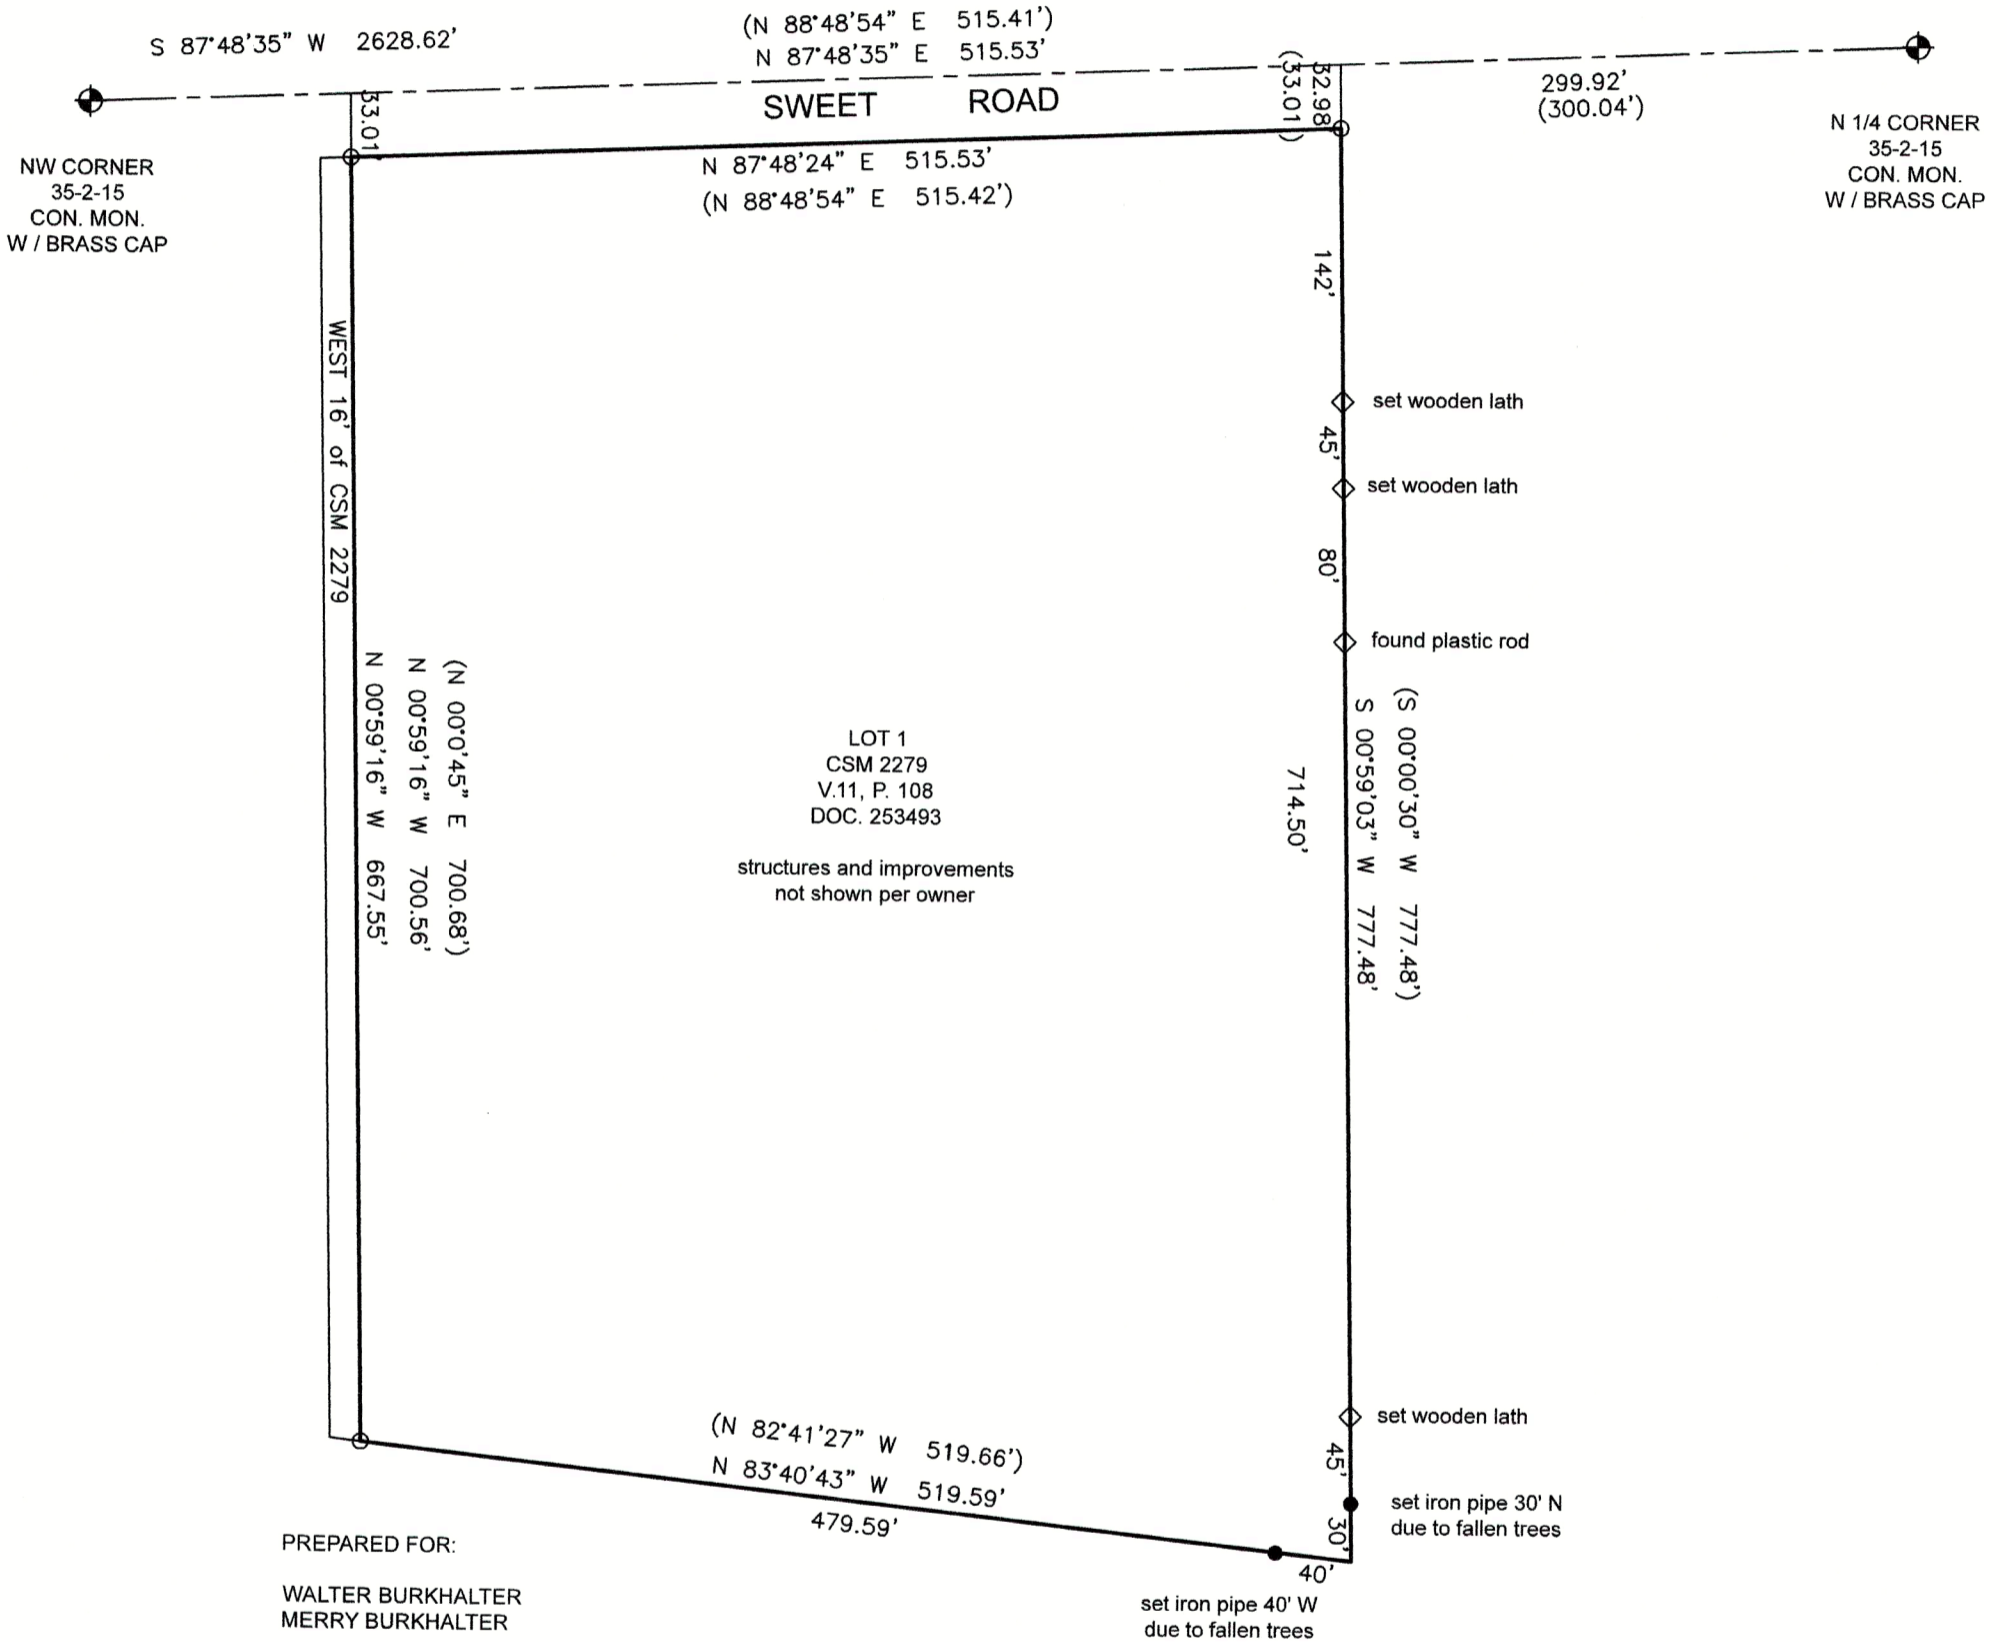 S 87°48'35" W 2628.62'
(N 88°48'54" E 515.41')
N 87°48'35" E 515.53'
SWEET ROAD
299.92'
(300.04')
NW CORNER
35-2-15
CON. MON.
W / BRASS CAP
N 1/4 CORNER
35-2-15
CON. MON.
W / BRASS CAP
33.01
32.98
(33.01)
N 87°48'24" E 515.53'
(N 88°48'54" E 515.42')
142'
set wooden lath
45'
set wooden lath
80'
found plastic rod
WEST 16' of CSM 2279
(N 00°0'45" E 700.68')
N 00°59'16" W 700.56'
N 00°59'16" W 667.55'
LOT 1
CSM 2279
V.11, P. 108
DOC. 253493
structures and improvements
not shown per owner
714.50'
(S 00°00'30" W 777.48')
S 00°59'03" W 777.48'
set wooden lath
45'
set iron pipe 30' N
due to fallen trees
30'
(N 82°41'27" W 519.66')
N 83°40'43" W 519.59'
479.59'
40'
set iron pipe 40' W
due to fallen trees
PREPARED FOR:
WALTER BURKHALTER
MERRY BURKHALTER